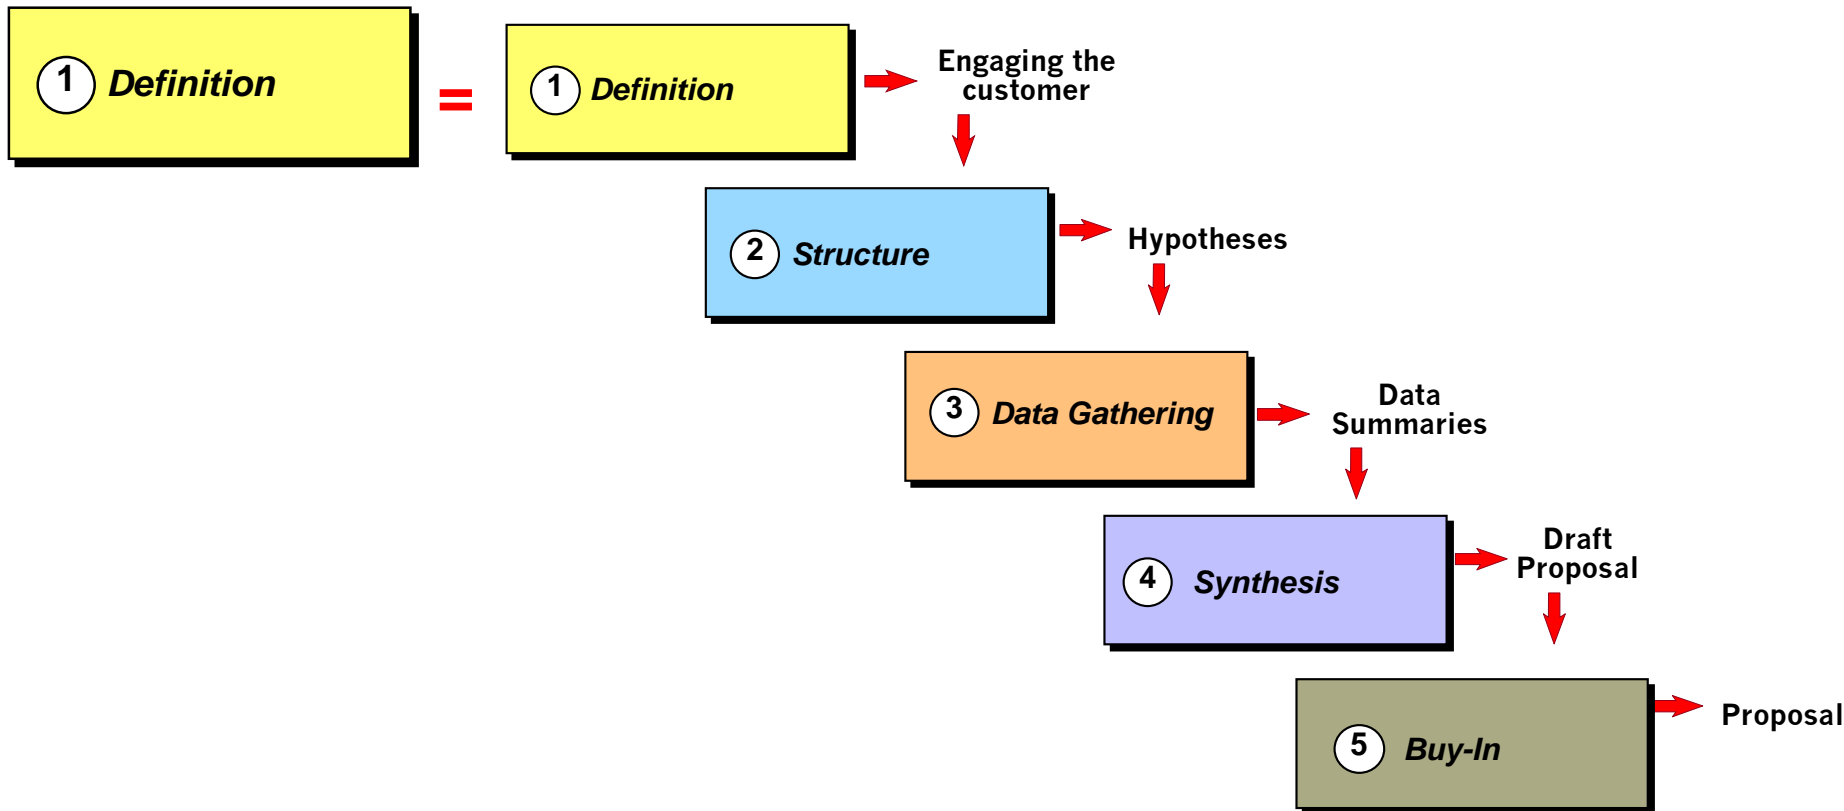 1 Definition
=
1 Definition
Engaging the
customer
2 Structure
Hypotheses
3 Data Gathering
Data
Summaries
4 Synthesis
Draft
Proposal
5 Buy-In
Proposal